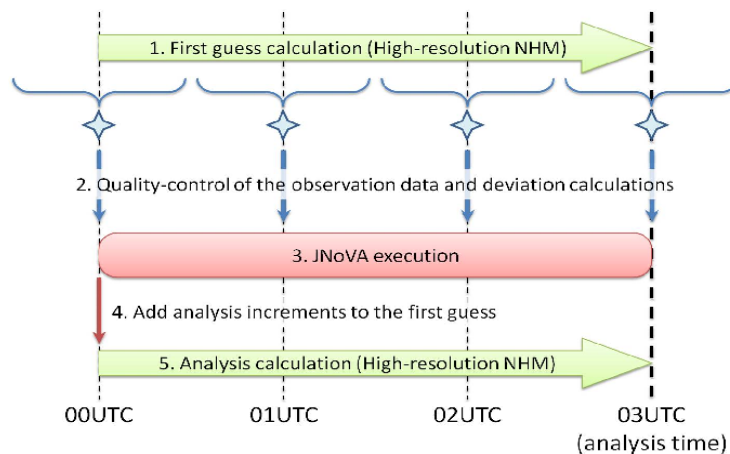 1. First guess calculation (High-resolution NHM)
2. Quality-control of the observation data and deviation calculations
3. JNoVA execution
4. Add analysis increments to the first guess
5. Analysis calculation (High-resolution NHM)
00UTC 01UTC 02UTC 03UTC
(analysis time)